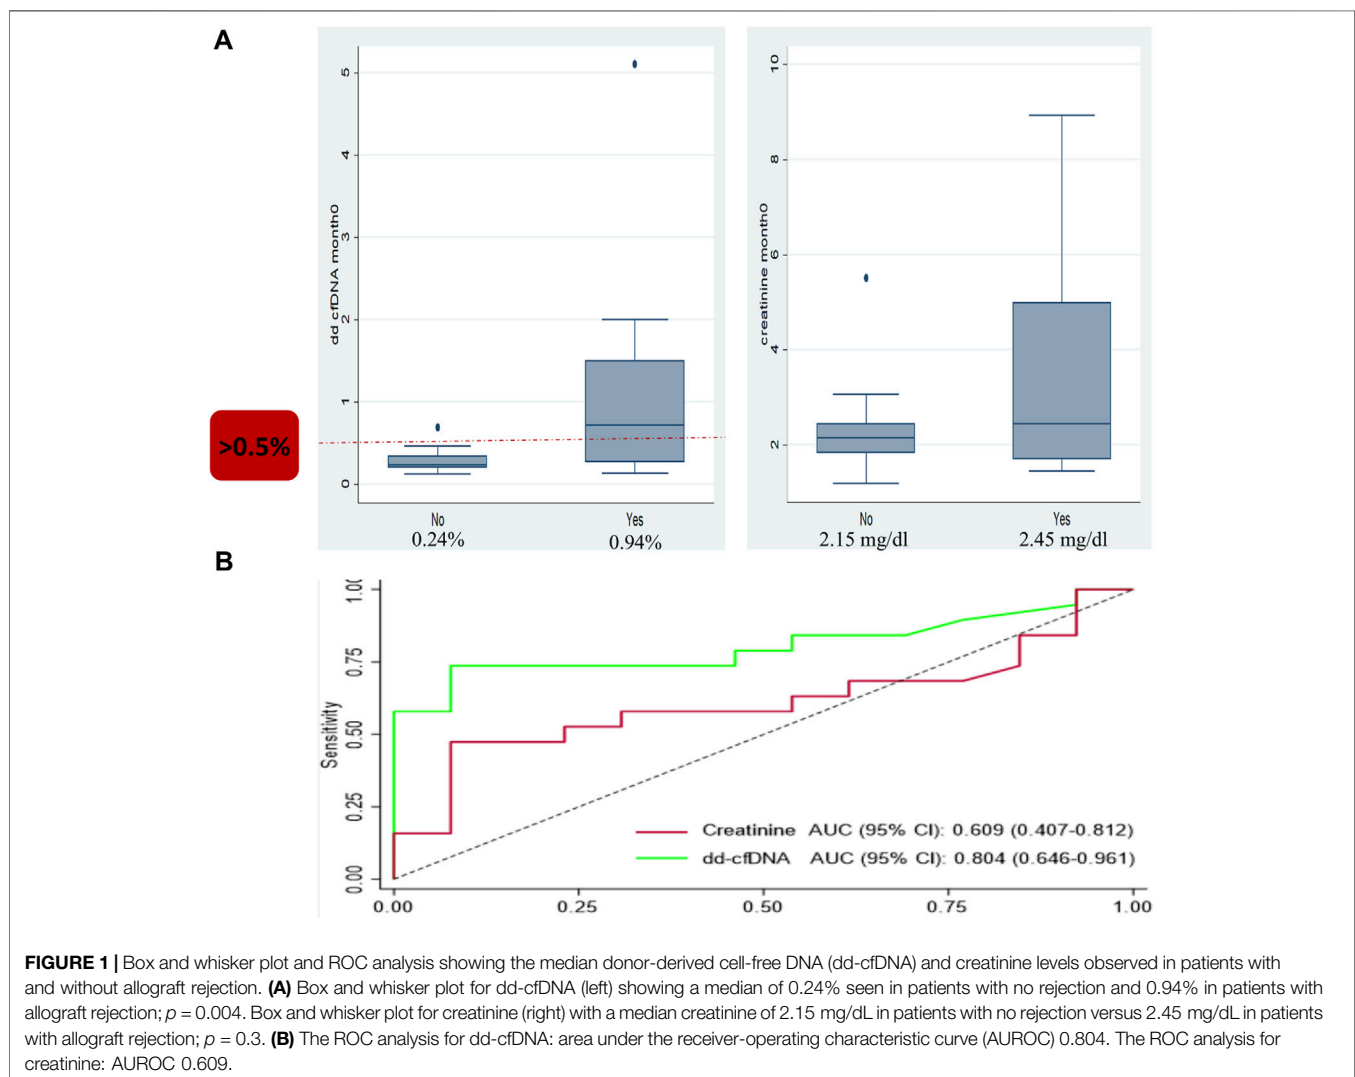 A
5
4
3
2
1
0
dd cfDNA month0
>0.5%
No
Yes
0.24%
0.94%
10
8
6
4
2
creatinine month0
No
Yes
2.15 mg/dl
2.45 mg/dl
B
0.75
0.50
0.25
0.00
Sensitivity
Creatinine AUC (95% CI): 0.609 (0.407-0.812)
dd-cfDNA AUC (95% CI): 0.804 (0.646-0.961)
0.00
0.25
0.50
0.75
1.00
FIGURE 1 | Box and whisker plot and ROC analysis showing the median donor-derived cell-free DNA (dd-cfDNA) and creatinine levels observed in patients with
and without allograft rejection. (A) Box and whisker plot for dd-cfDNA (left) showing a median of 0.24% seen in patients with no rejection and 0.94% in patients with
allograft rejection; p = 0.004. Box and whisker plot for creatinine (right) with a median creatinine of 2.15 mg/dL in patients with no rejection versus 2.45 mg/dL in patients
with allograft rejection; p = 0.3. (B) The ROC analysis for dd-cfDNA: area under the receiver-operating characteristic curve (AUROC) 0.804. The ROC analysis for
creatinine: AUROC 0.609.